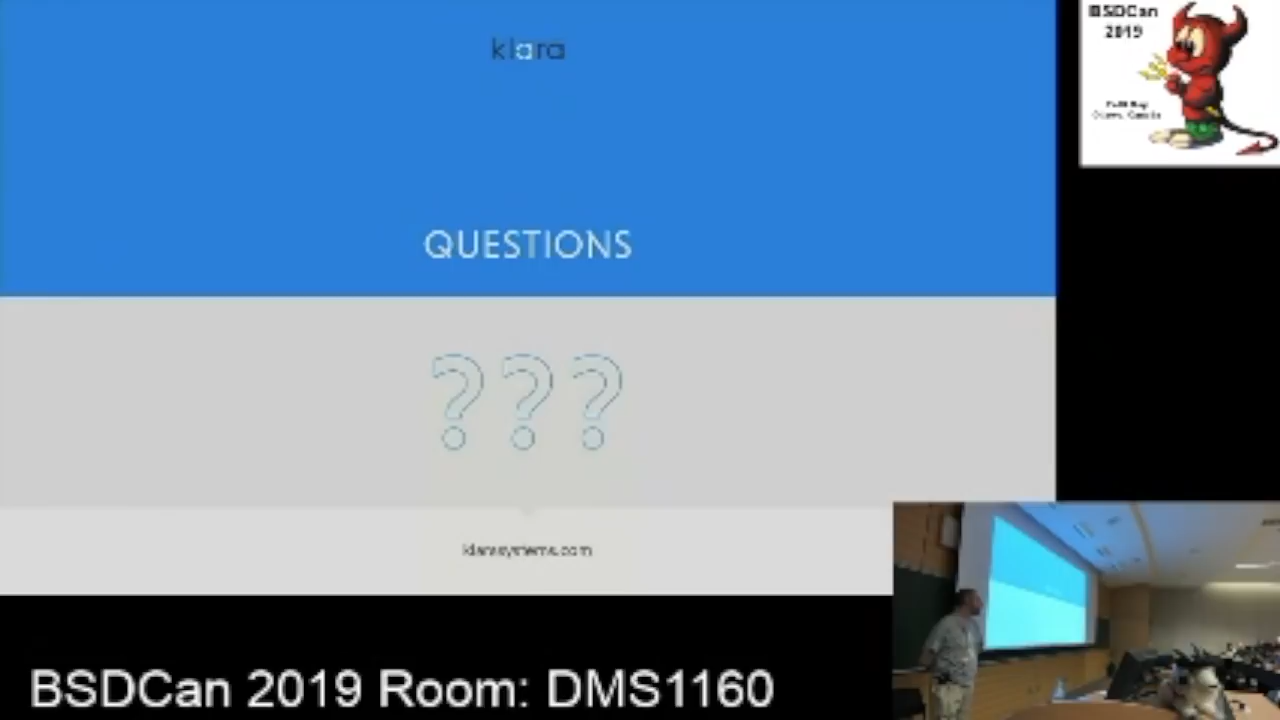 klara
QUESTIONS
???
klarasystems.com
BSDCan
2019
BSDCan 2019 Room: DMS1160